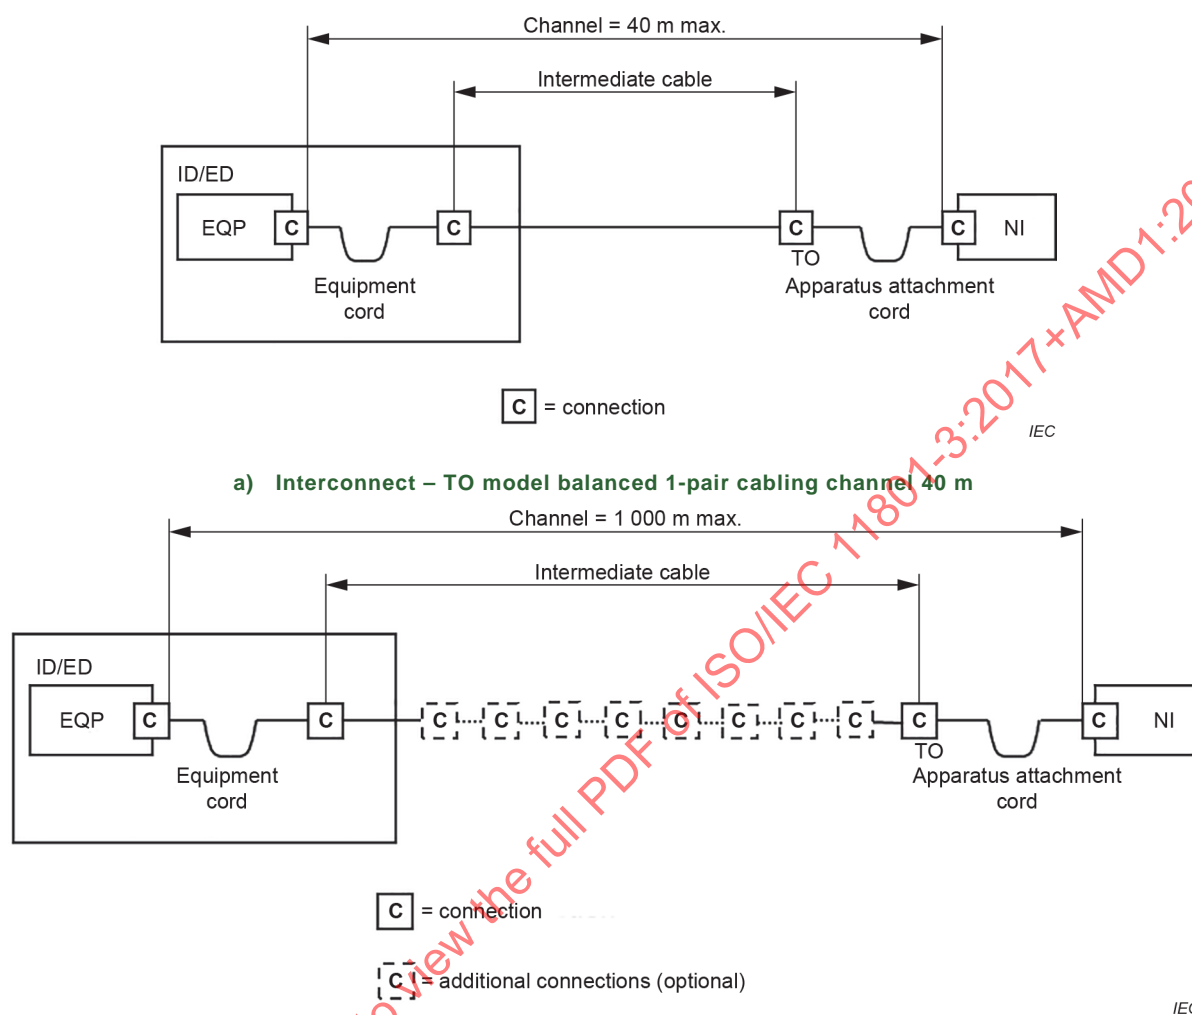 Channel = 40 m max.
Intermediate cable
ID/ED
EQP
C
C
C
C
NI
TO
Equipment
cord
Apparatus attachment
cord
C = connection
IEC
a) Interconnect – TO model balanced 1-pair cabling channel 40 m
Channel = 1 000 m max.
Intermediate cable
ID/ED
EQP
C
C
C
C
C
C
C
C
C
C
C
C
NI
TO
Equipment
cord
Apparatus attachment
cord
C = connection
C = additional connections (optional)
IEC
to view the full PDF of ISO/IEC 11801-3:2017+AMD1:20